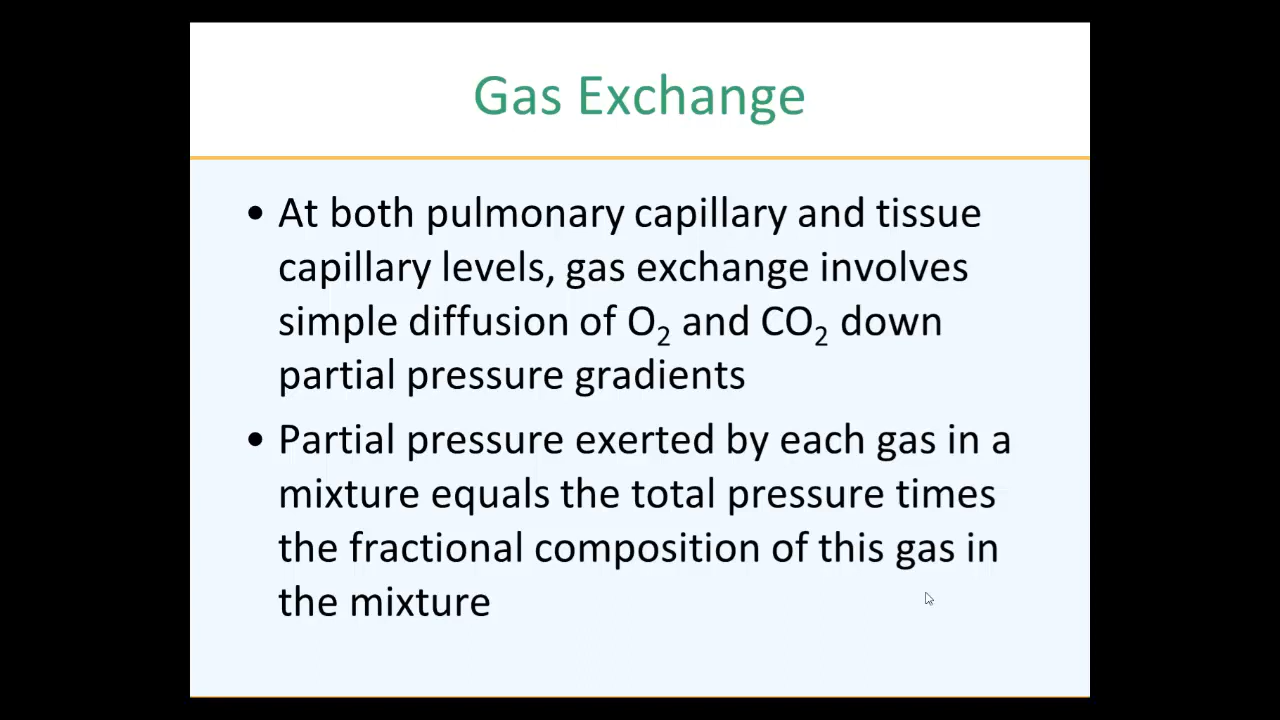 Gas Exchange
• At both pulmonary capillary and tissue
capillary levels, gas exchange involves
simple diffusion of O₂ and CO₂ down
partial pressure gradients
• Partial pressure exerted by each gas in a
mixture equals the total pressure times
the fractional composition of this gas in
the mixture